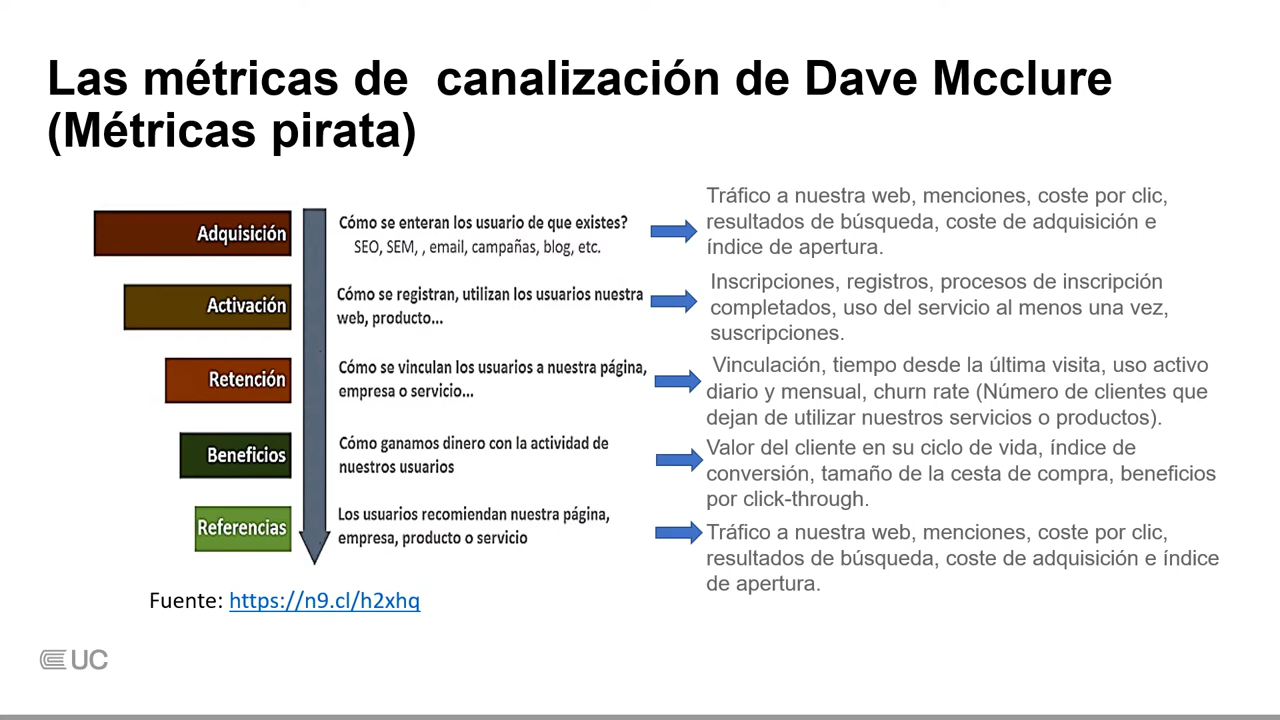 Las métricas de  canalización de Dave Mcclure
(Métricas pirata)
Adquisición
Cómo se enteran los usuario de que existes?
SEO, SEM, , email, campañas, blog, etc.
Tráfico a nuestra web, menciones, coste por clic,
resultados de búsqueda, coste de adquisición e
índice de apertura.
Activación
Cómo se registran, utilizan los usuarios nuestra
web, producto...
Inscripciones, registros, procesos de inscripción
completados, uso del servicio al menos una vez,
suscripciones.
Retención
Cómo se vinculan los usuarios a nuestra página,
empresa o servicio...
Vinculación, tiempo desde la última visita, uso activo
diario y mensual, churn rate (Número de clientes que
dejan de utilizar nuestros servicios o productos).
Beneficios
Cómo ganamos dinero con la actividad de
nuestros usuarios
Valor del cliente en su ciclo de vida, índice de
conversión, tamaño de la cesta de compra, beneficios
por click-through.
Referencias
Los usuarios recomiendan nuestra página,
empresa, producto o servicio
Tráfico a nuestra web, menciones, coste por clic,
resultados de búsqueda, coste de adquisición e índice
de apertura.
Fuente: https://n9.cl/h2xhq
UC